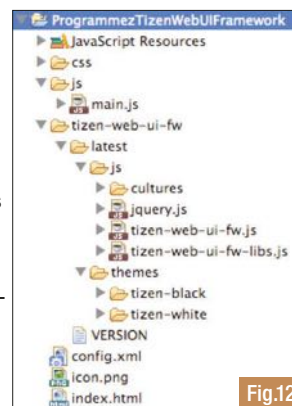 ProgrammezTizenWebUIFramework
JavaScript Resources
css
js
main.js
tizen-web-ui-fw
latest
js
cultures
jquery.js
tizen-web-ui-fw.js
tizen-web-ui-fw-libs.js
themes
tizen-black
tizen-white
VERSION
config.xml
icon.png
index.html
Fig.12